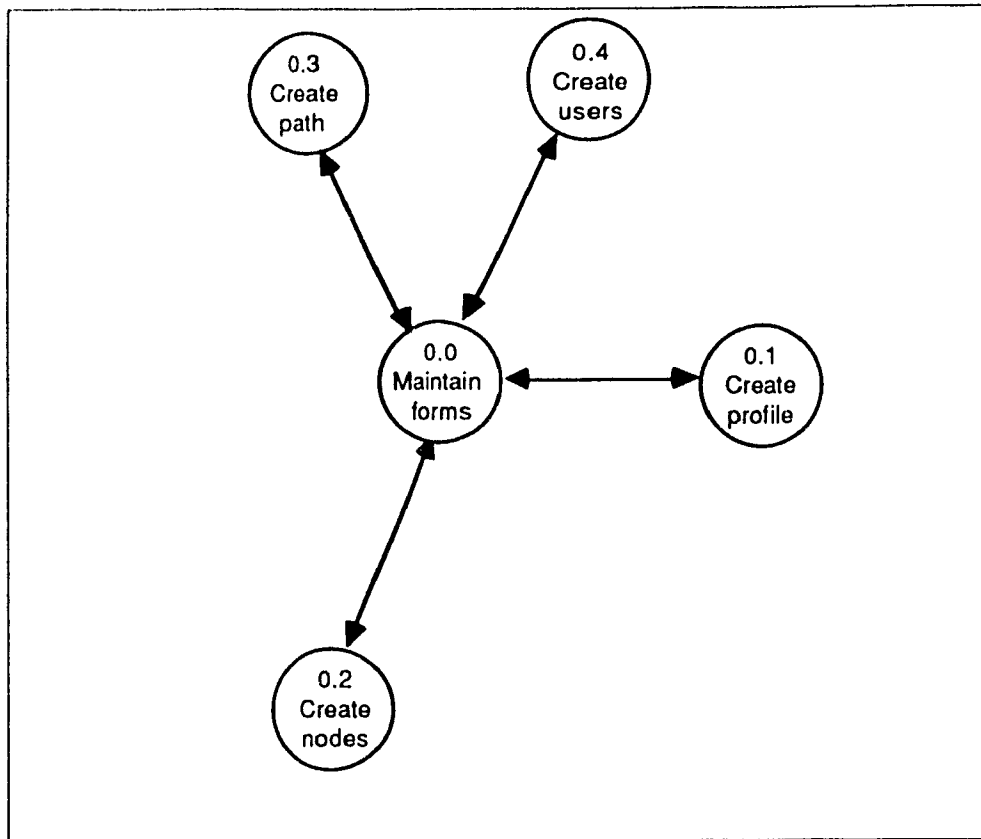 0.3
Create
path
0.4
Create
users
0.0
Maintain
forms
0.1
Create
profile
0.2
Create
nodes